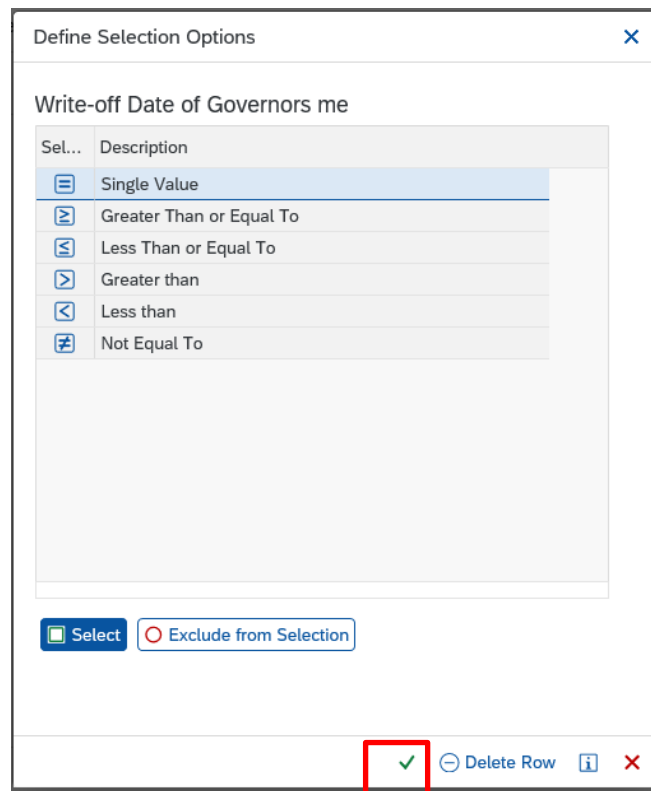 Define Selection Options
Write-off Date of Governors me
Sel... Description
= Single Value
≥ Greater Than or Equal To
≤ Less Than or Equal To
> Greater than
< Less than
≠ Not Equal To
Select Exclude from Selection
Delete Row